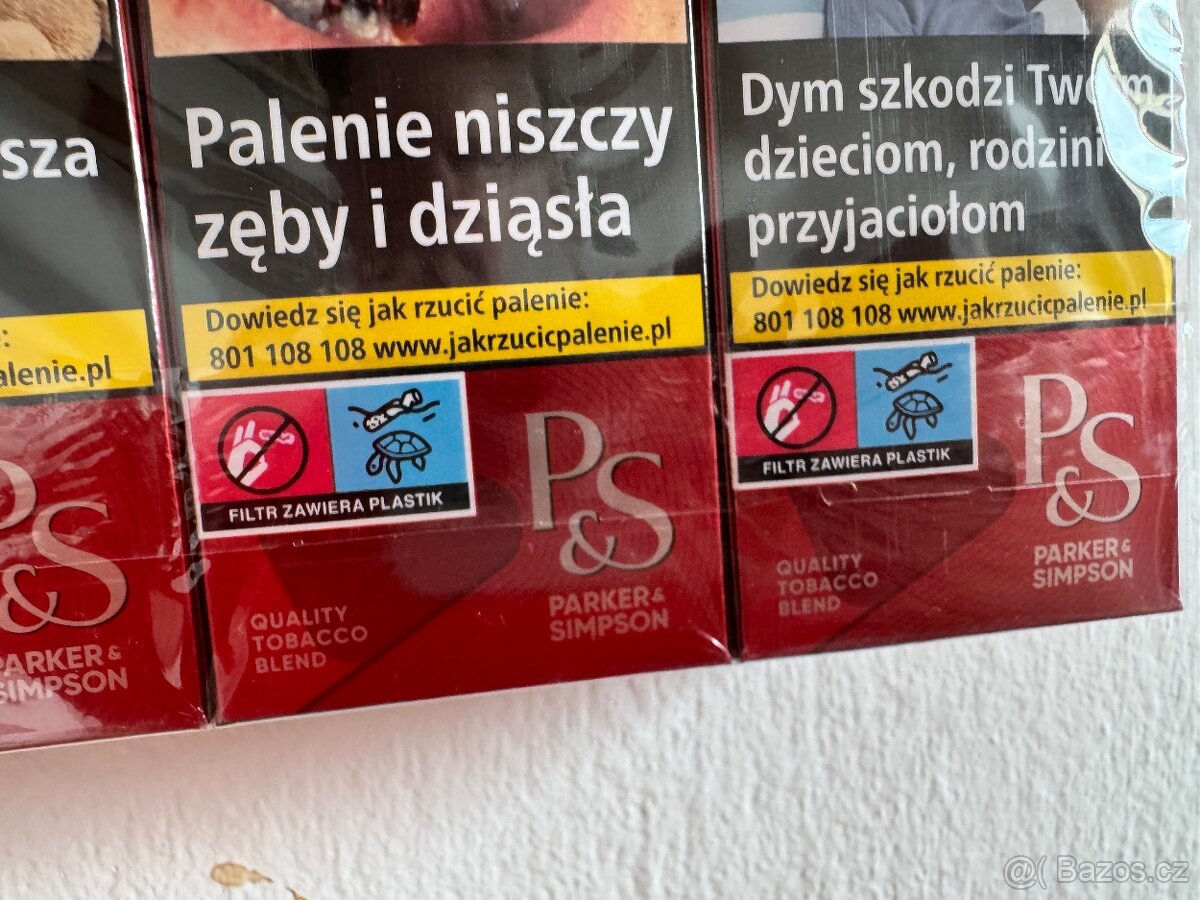 sza
alenie.pl
P
&S
PARKER&
SIMPSON
Palenie niszczy
zęby i dziąsła
Dowiedz się jak rzucić palenie:
801 108 108 www.jakrzucicpalenie.pl
FILTR ZAWIERA PLASTIK
P
&S
PARKER&
SIMPSON
QUALITY
TOBACCO
BLEND
Dym szkodzi
dzieciom,
przyjaciołom
Dowiedz się jak rzucić palenie:
801 108 108 www.jakrzucicpalenie.pl
FILTR ZAWIERA PLASTIK
P
&S
PARKER&
SIMPSON
QUALITY
TOBACCO
BLEND
@( Bazos.cz